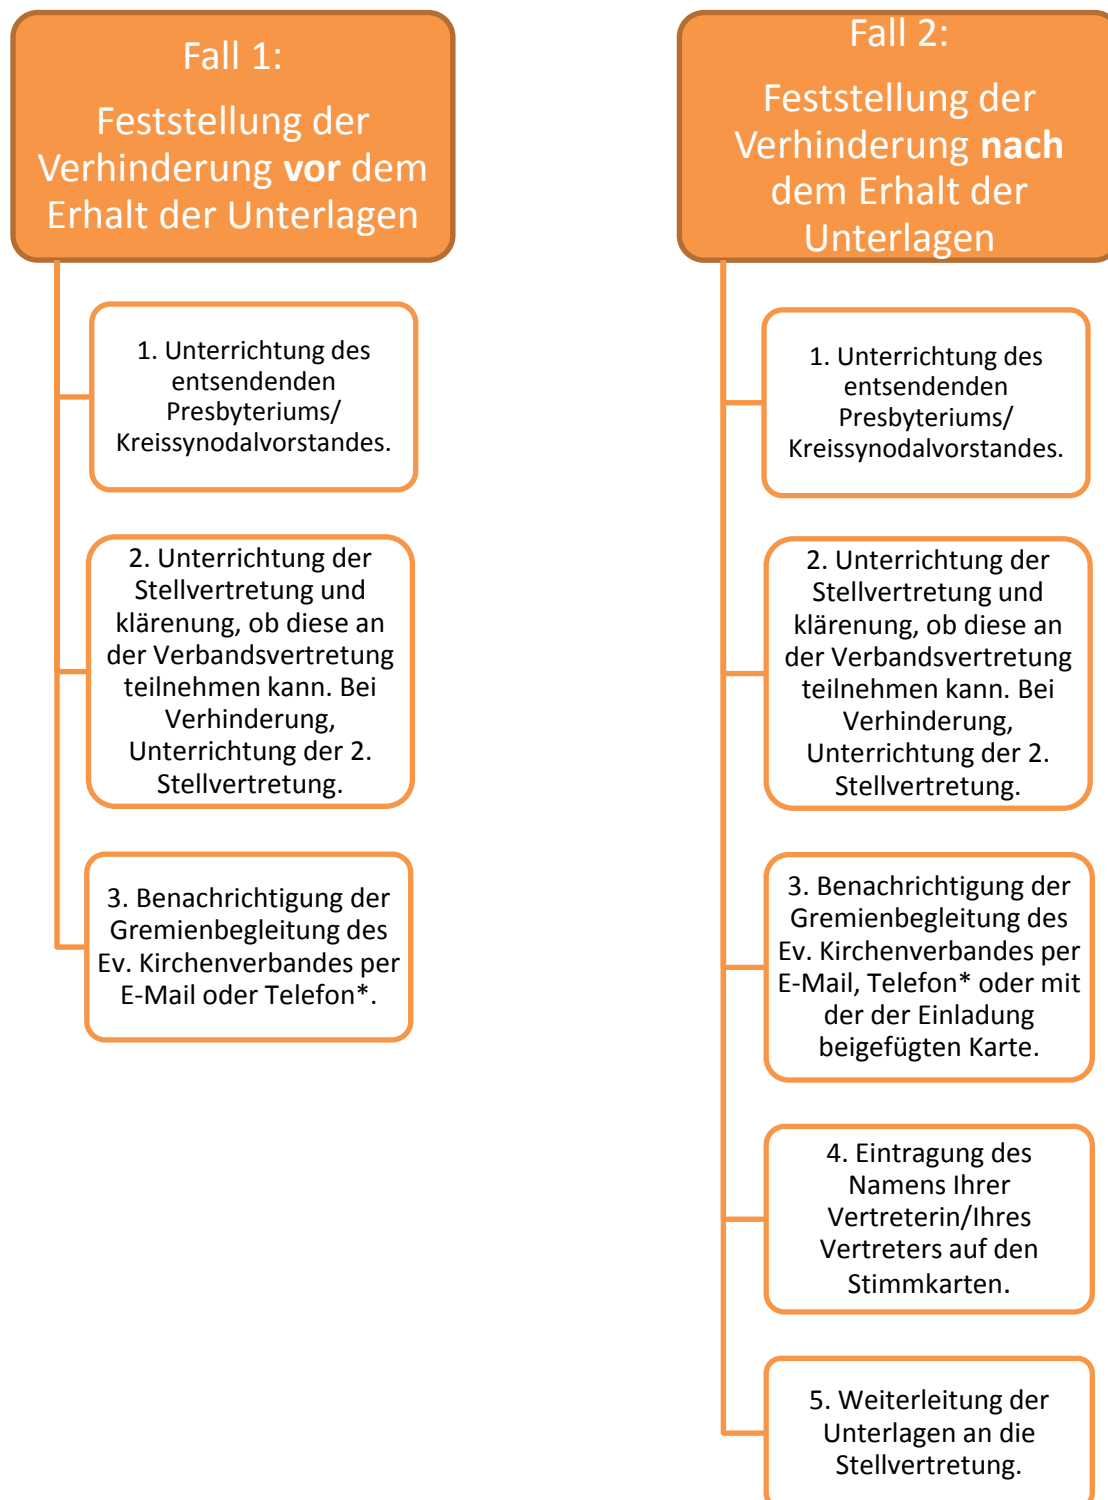 Fall 1:
Feststellung der
Verhinderung vor dem
Erhalt der Unterlagen
1. Unterrichtung des
entsendenden
Presbyteriums/
Kreissynodalvorstandes.
2. Unterrichtung der
Stellvertretung und
klärenung, ob diese an
der Verbandsvertretung
teilnehmen kann. Bei
Verhinderung,
Unterrichtung der 2.
Stellvertretung.
3. Benachrichtigung der
Gremienbegleitung des
Ev. Kirchenverbandes per
E-Mail oder Telefon*.
Fall 2:
Feststellung der
Verhinderung nach
dem Erhalt der
Unterlagen
1. Unterrichtung des
entsendenden
Presbyteriums/
Kreissynodalvorstandes.
2. Unterrichtung der
Stellvertretung und
klärenung, ob diese an
der Verbandsvertretung
teilnehmen kann. Bei
Verhinderung,
Unterrichtung der 2.
Stellvertretung.
3. Benachrichtigung der
Gremienbegleitung des
Ev. Kirchenverbandes per
E-Mail, Telefon* oder mit
der der Einladung
beigefügten Karte.
4. Eintragung des
Namens Ihrer
Vertreterin/Ihres
Vertreters auf den
Stimmkarten.
5. Weiterleitung der
Unterlagen an die
Stellvertretung.